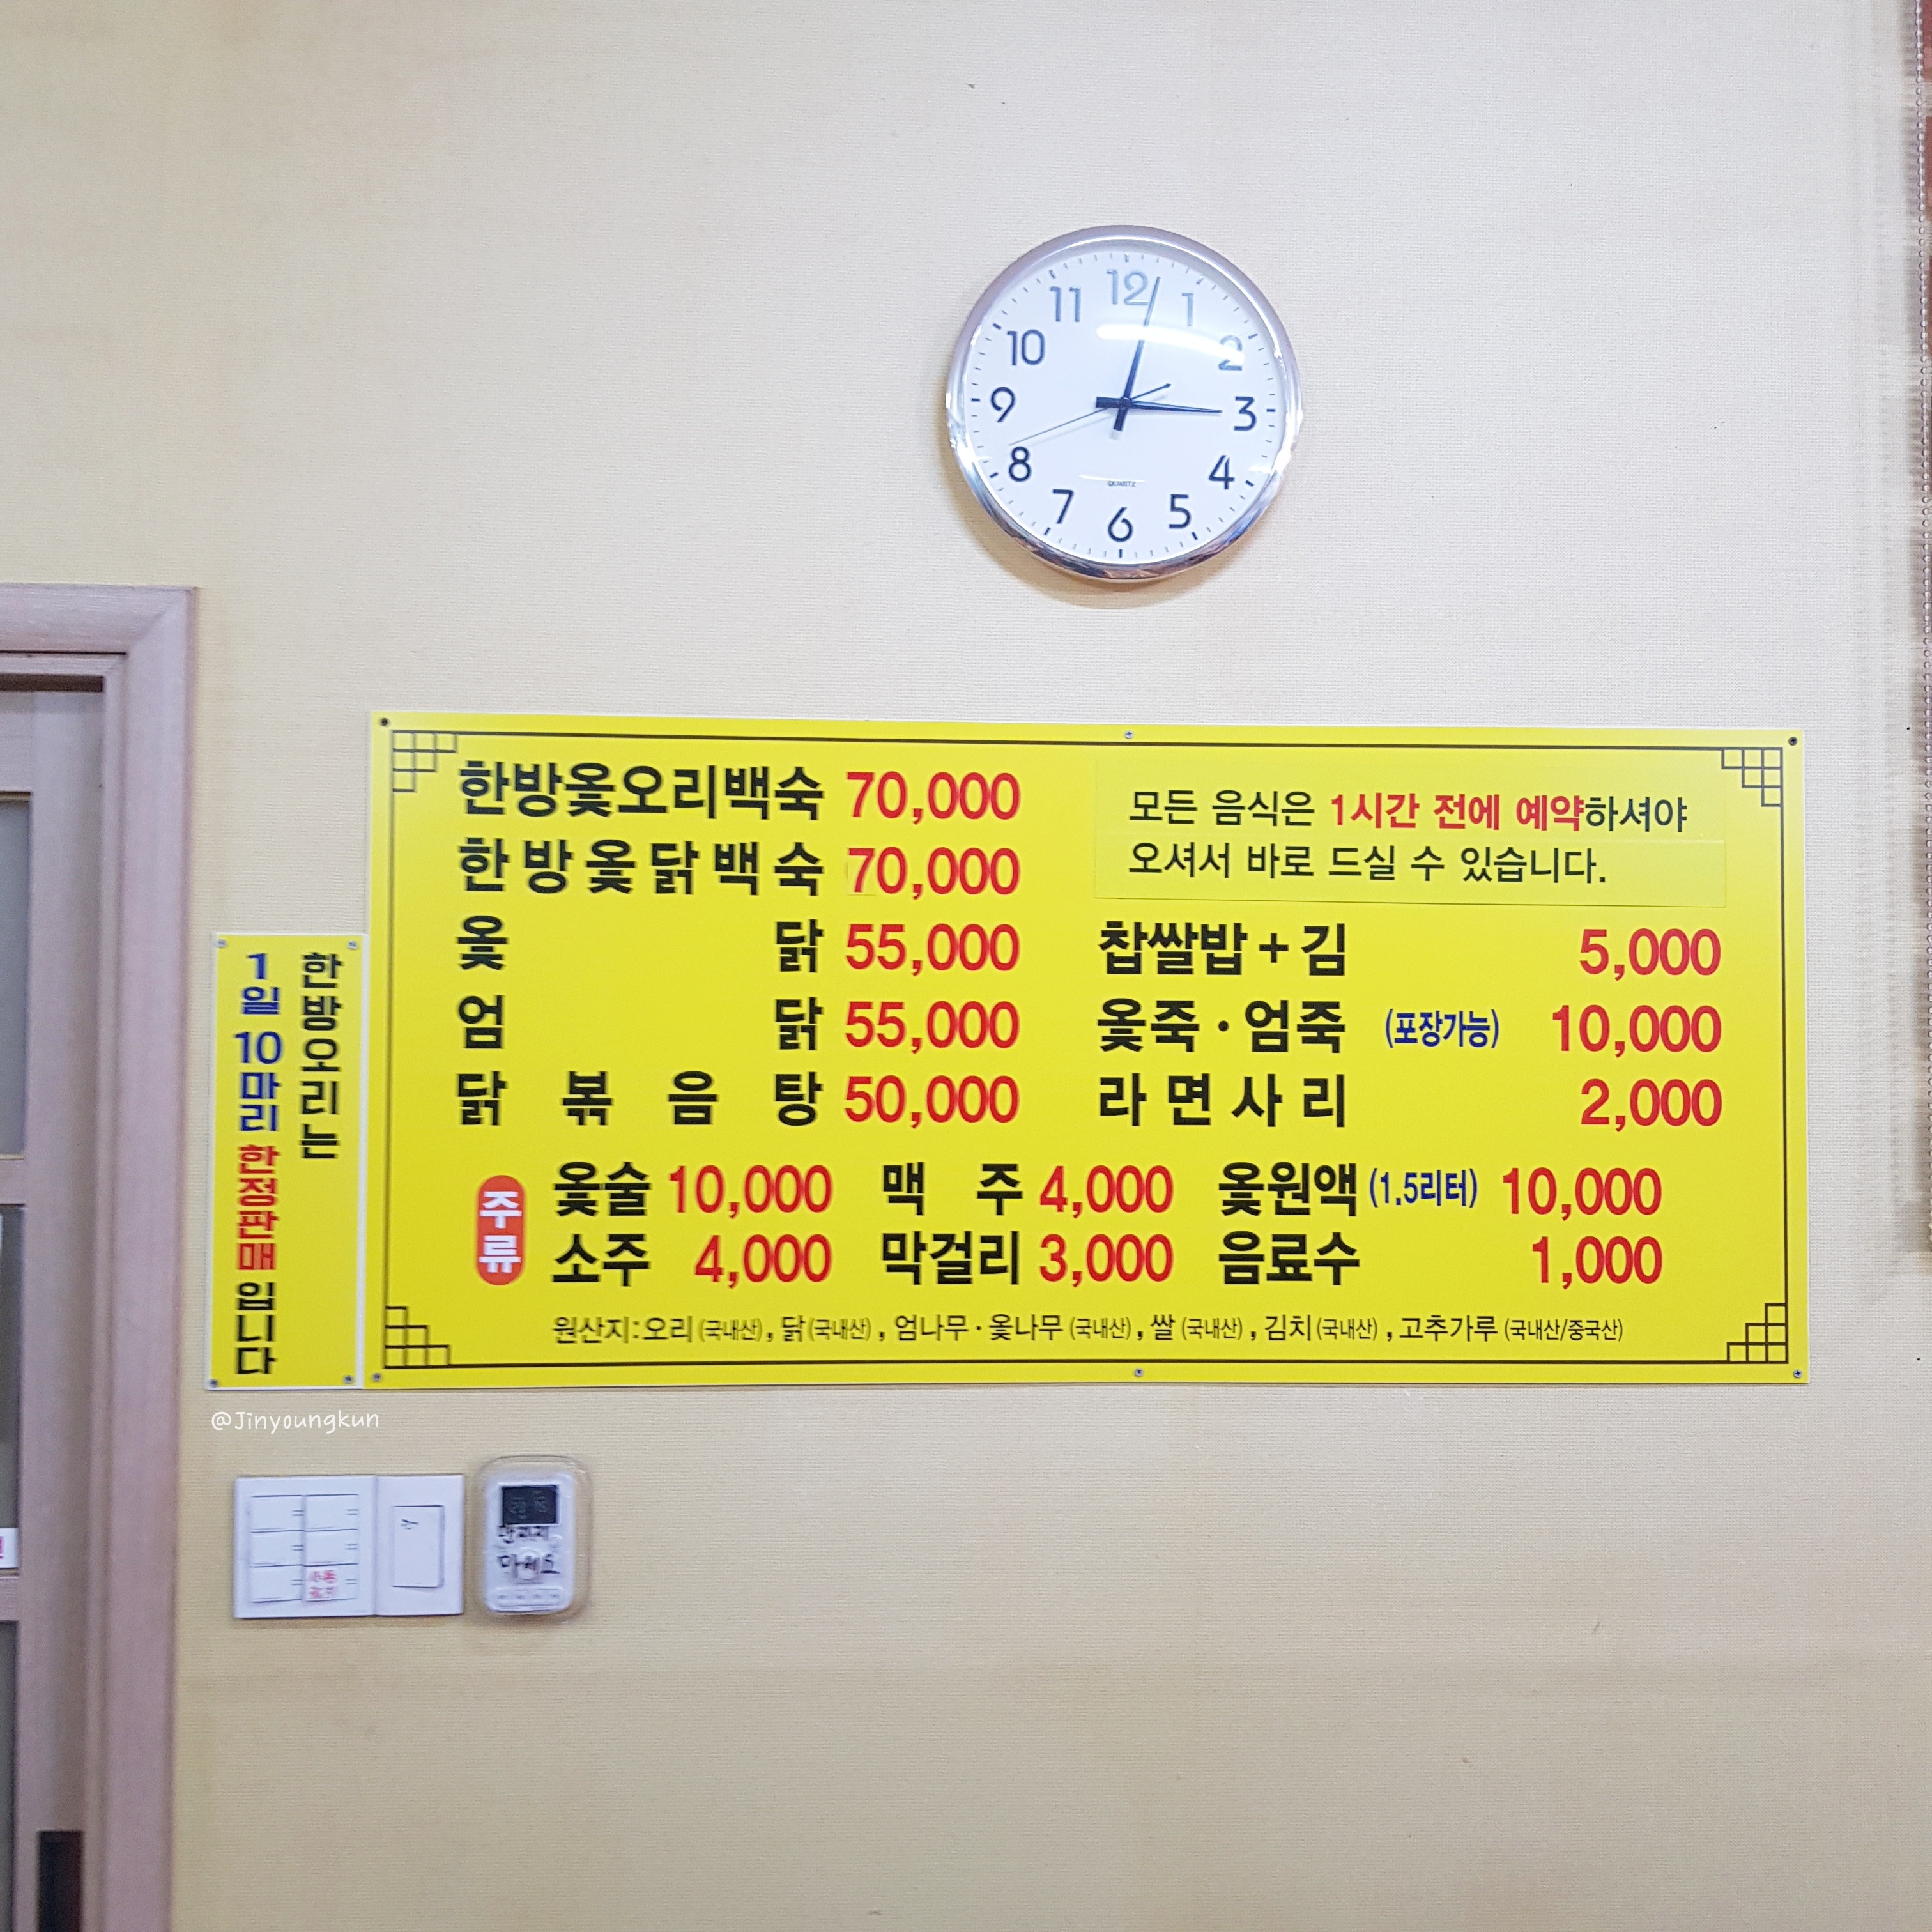 12
1
2
3
4
5
6
7
8
9
10
11
QUARTZ
한방옻오리백숙 70,000
한방옻닭백숙 70,000
옻닭 55,000
엄닭 55,000
닭볶음탕 50,000
모든 음식은 1시간 전에 예약하셔야
오셔서 바로 드실 수 있습니다.
찹쌀밥+김 5,000
옻죽·엄죽 (포장가능) 10,000
라면사리 2,000
주류
옻술 10,000 맥주 4,000 옻원액 (1.5리터) 10,000
소주 4,000 막걸리 3,000 음료수 1,000
원산지:오리(국내산), 닭(국내산), 엄나무·옻나무(국내산), 쌀(국내산), 김치(국내산), 고추가루(국내산/중국산)
한방오리는
1일 10마리 한정판매입니다
@Jinyoungkun
만지지
마세요